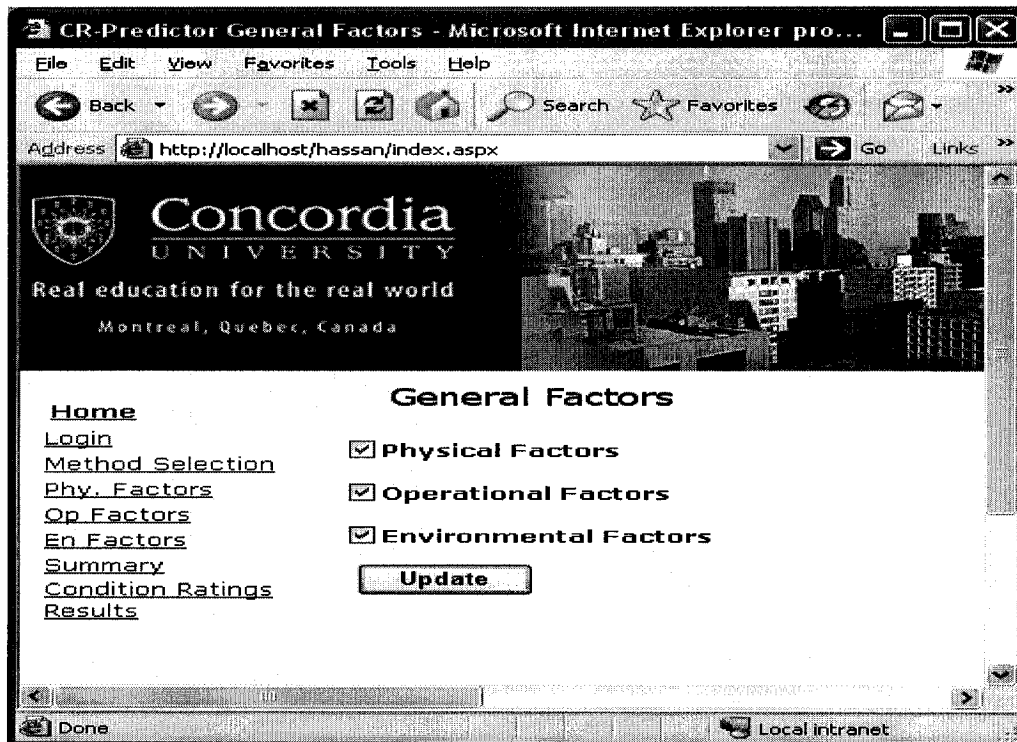 CR-Predictor General Factors - Microsoft Internet Explorer pro...
File Edit View Favorites Tools Help
Back Search Favorites
Address http://localhost/hassan/index.aspx Go Links
Concordia
UNIVERSITY
Real education for the real world
Montreal, Quebec, Canada
General Factors
Home
Login
Method Selection
Phy. Factors
Op Factors
En Factors
Summary
Condition Ratings
Results
Physical Factors
Operational Factors
Environmental Factors
Update
Done Local intranet